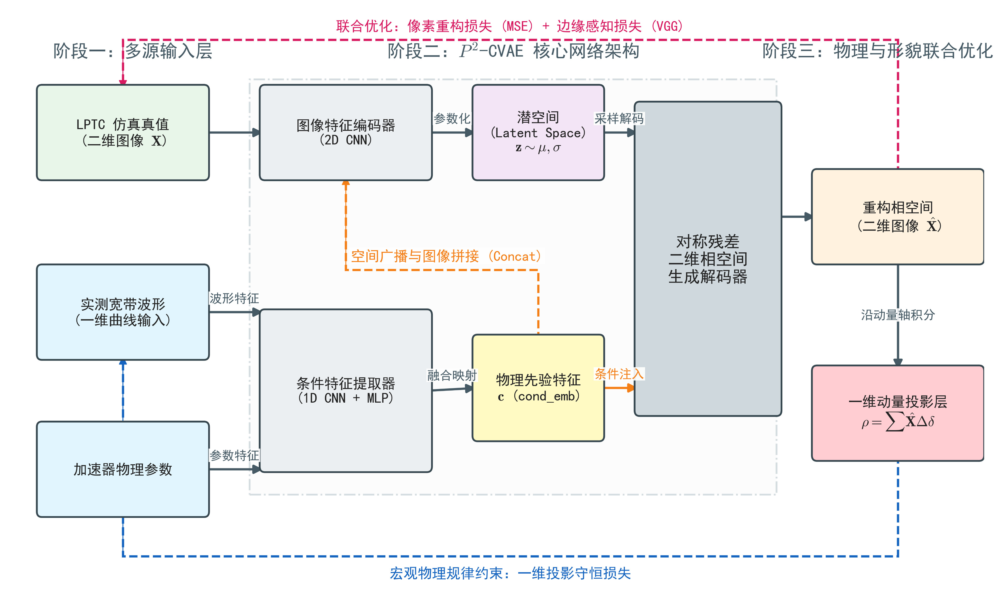 联合优化：像素重构损失 (MSE) + 边缘感知损失 (VGG)
阶段一：多源输入层
阶段二：P²-CVAE 核心网络架构
阶段三：物理与形貌联合优化
LPTC 仿真真值
(二维图像 X)
图像特征编码器
(2D CNN)
参数化
潜空间
(Latent Space)
z ~ μ, σ
采样解码
对称残差
二维相空间
生成解码器
重构相空间
(二维图像 X̂)
空间广播与图像拼接 (Concat)
实测宽带波形
(一维曲线输入)
波形特征
条件特征提取器
(1D CNN + MLP)
融合映射
物理先验特征
c (cond_emb)
条件注入
沿动量轴积分
一维动量投影层
ρ = ∑X̂Δδ
加速器物理参数
参数特征
宏观物理规律约束：一维投影守恒损失